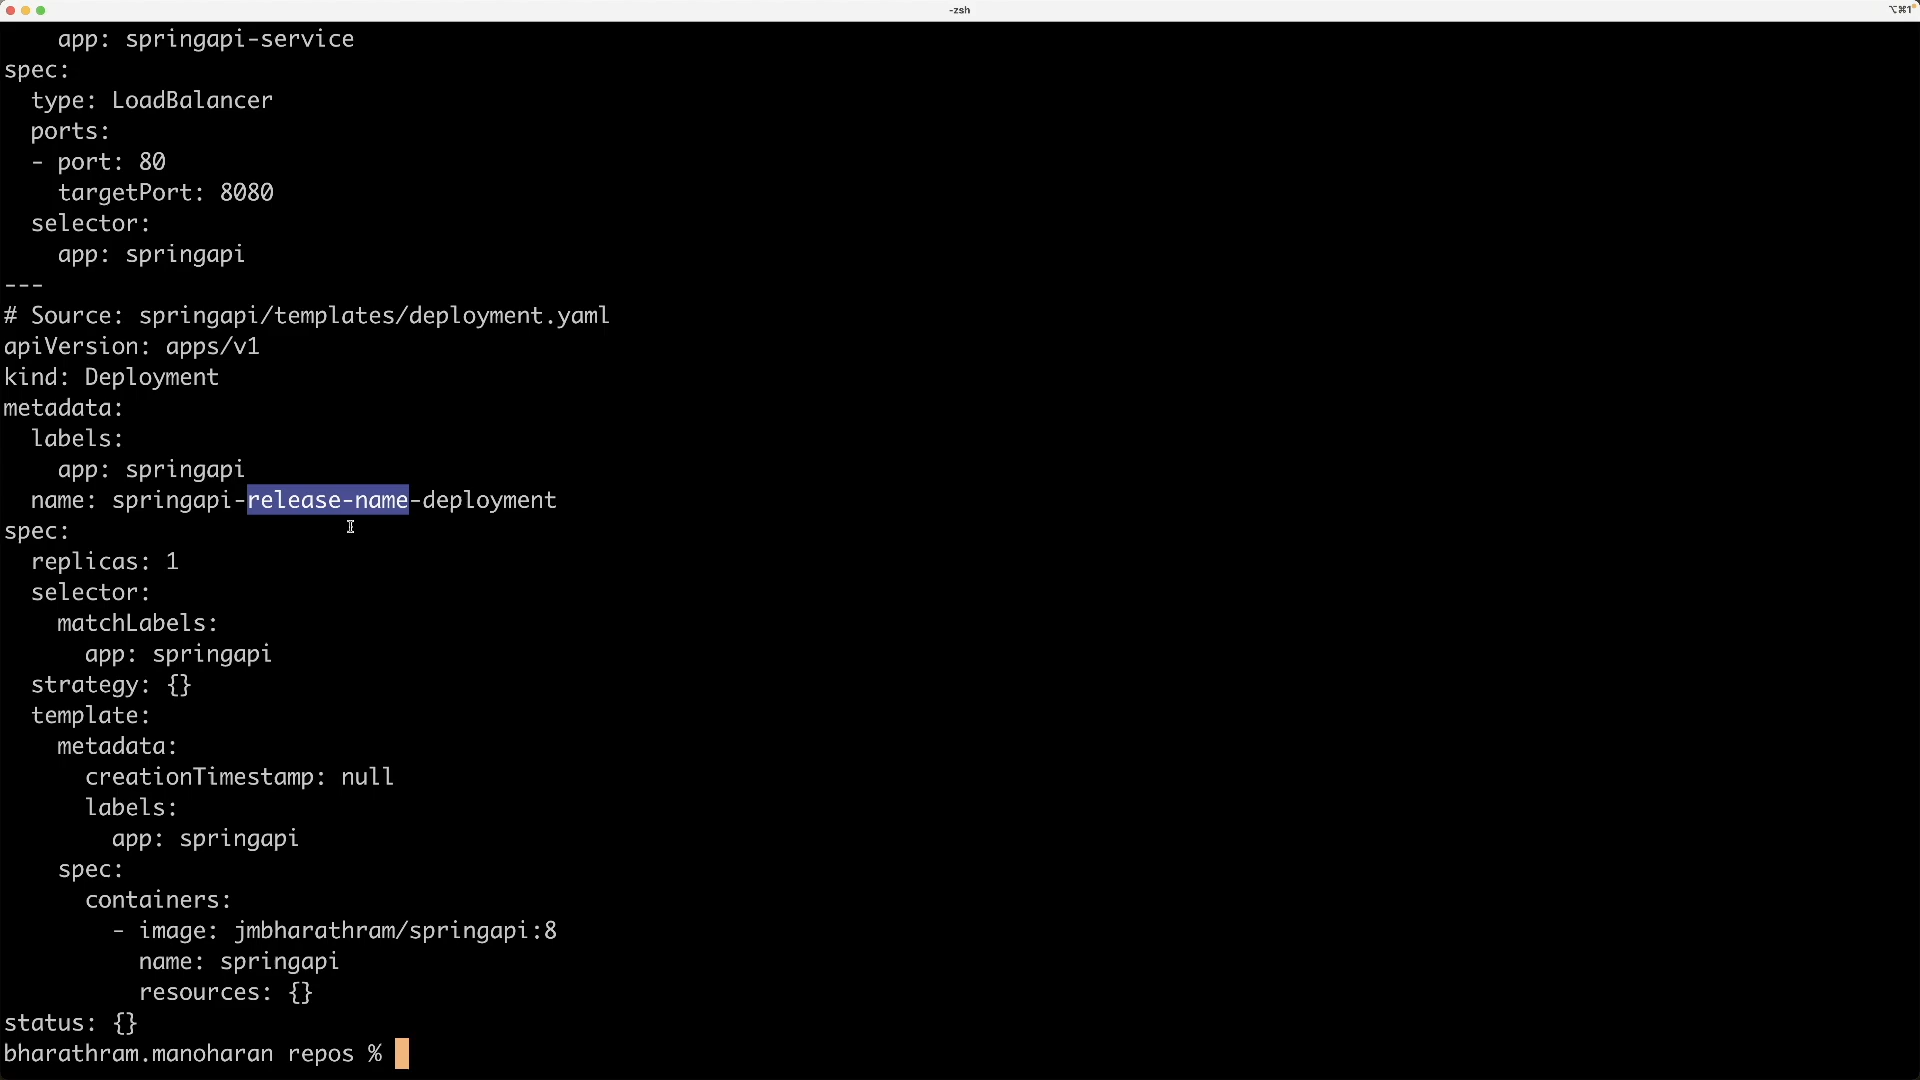 -zsh
⌥⌘1
app: springapi-service
spec:
type: LoadBalancer
ports:
- port: 80
targetPort: 8080
selector:
app: springapi
---
# Source: springapi/templates/deployment.yaml
apiVersion: apps/v1
kind: Deployment
metadata:
labels:
app: springapi
name: springapi-release-name-deployment
spec:
replicas: 1
selector:
matchLabels:
app: springapi
strategy: {}
template:
metadata:
creationTimestamp: null
labels:
app: springapi
spec:
containers:
- image: jmbharathram/springapi:8
name: springapi
resources: {}
status: {}
bharathram.manoharan repos %